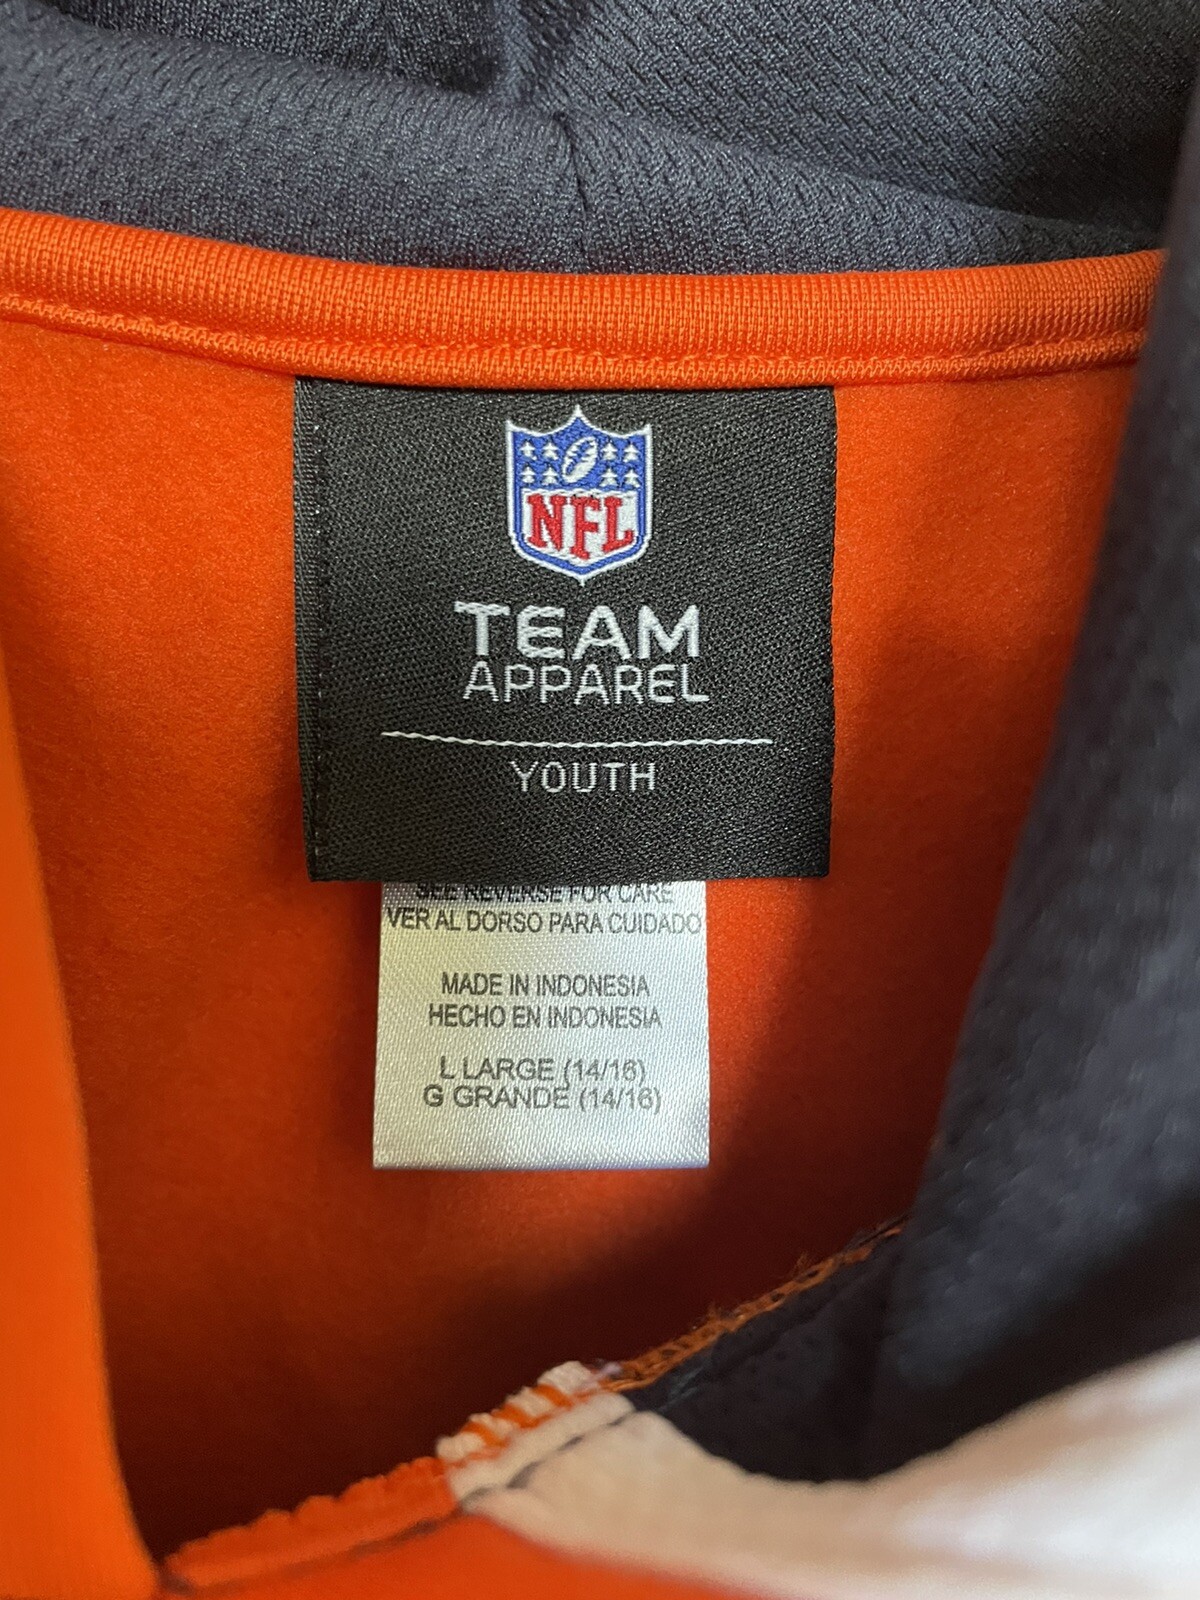 NFL
TEAM
APPAREL
YOUTH
SEE REVERSE FOR CARE
VER AL DORSO PARA CUIDADO
MADE IN INDONESIA
HECHO EN INDONESIA
L LARGE (14/16)
G GRANDE (14/16)